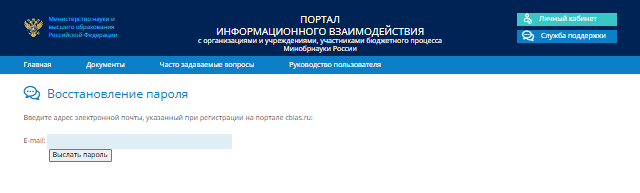 Министерство науки и
высшего образования
Российской Федерации
ПОРТАЛ
ИНФОРМАЦИОННОГО ВЗАИМОДЕЙСТВИЯ
с организациями и учреждениями, участниками бюджетного процесса
Минобрнауки России
Личный кабинет
Служба поддержки
Главная Документы Часто задаваемые вопросы Руководство пользователя
Восстановление пароля
Введите адрес электронной почты, указанный при регистрации на портале cbias.ru:
E-mail:
Выслать пароль